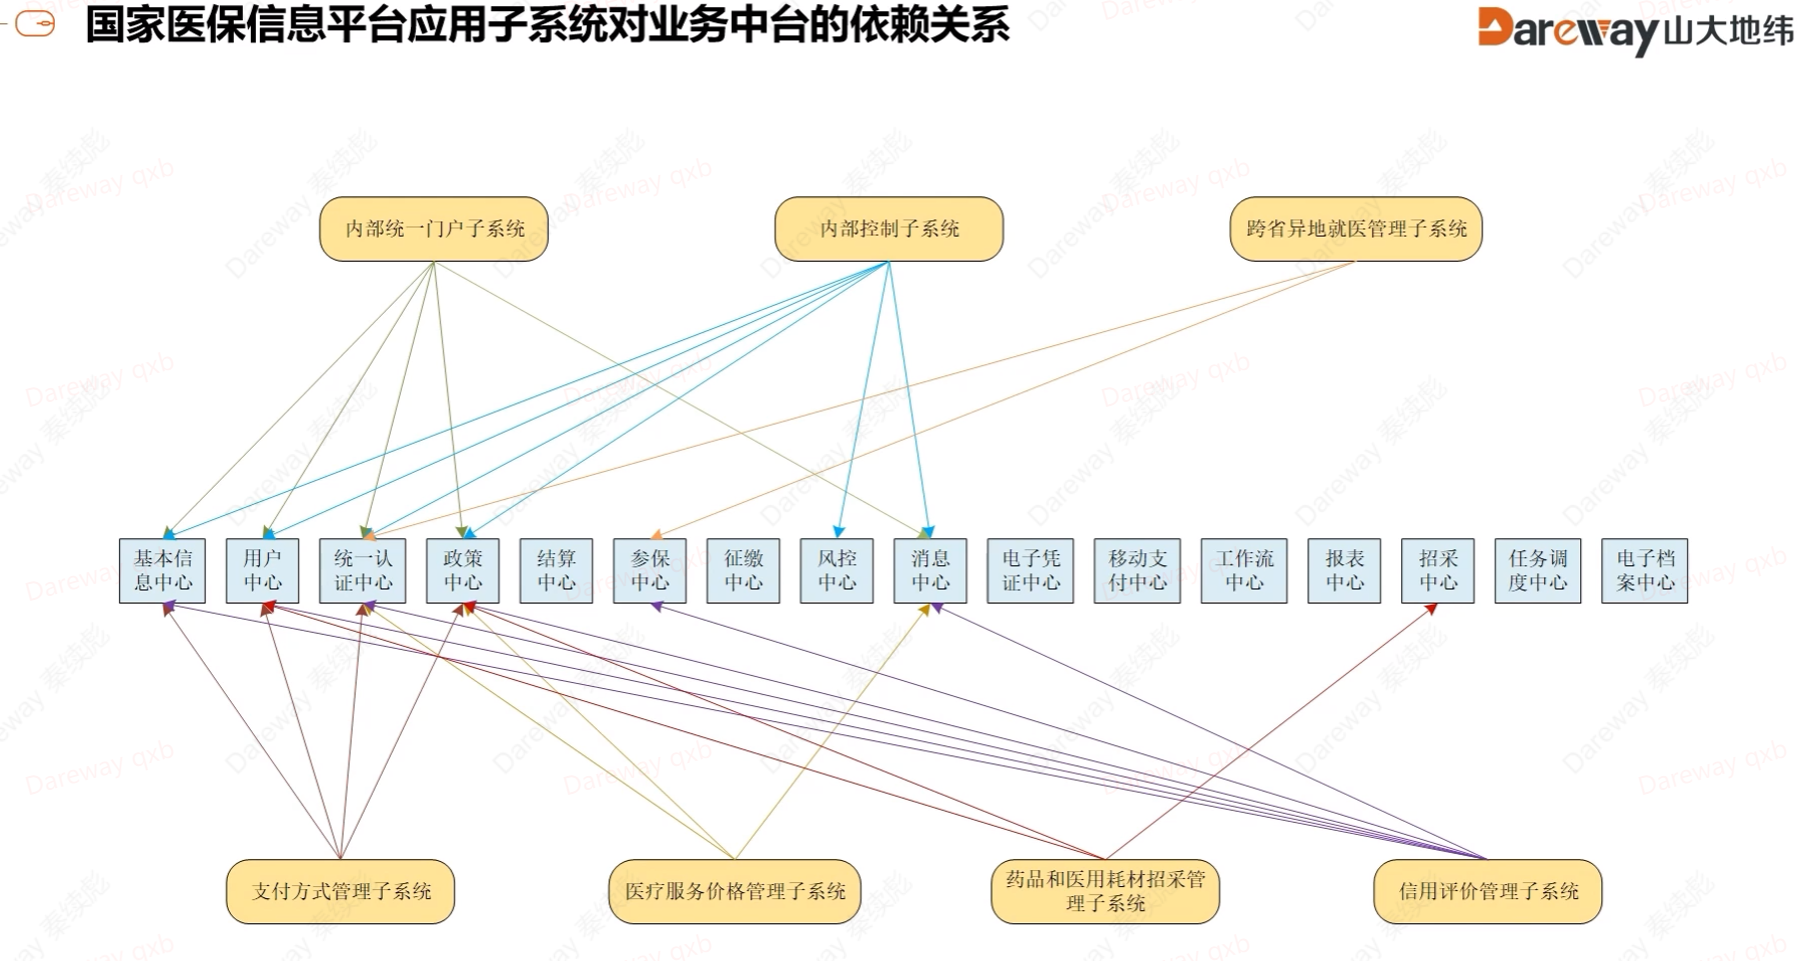 国家医保信息平台应用子系统对业务中台的依赖关系
Dareway山大地纬
内部统一门户子系统
内部控制子系统
跨省异地就医管理子系统
基本信
息中心
用户
中心
统一认
证中心
政策
中心
结算
中心
参保
中心
征缴
中心
风控
中心
消息
中心
电子凭
证中心
移动支
付中心
工作流
中心
报表
中心
招采
中心
任务调
度中心
电子档
案中心
支付方式管理子系统
医疗服务价格管理子系统
药品和医用耗材招采管
理子系统
信用评价管理子系统
Dareway qxb
Dareway 秦续彪